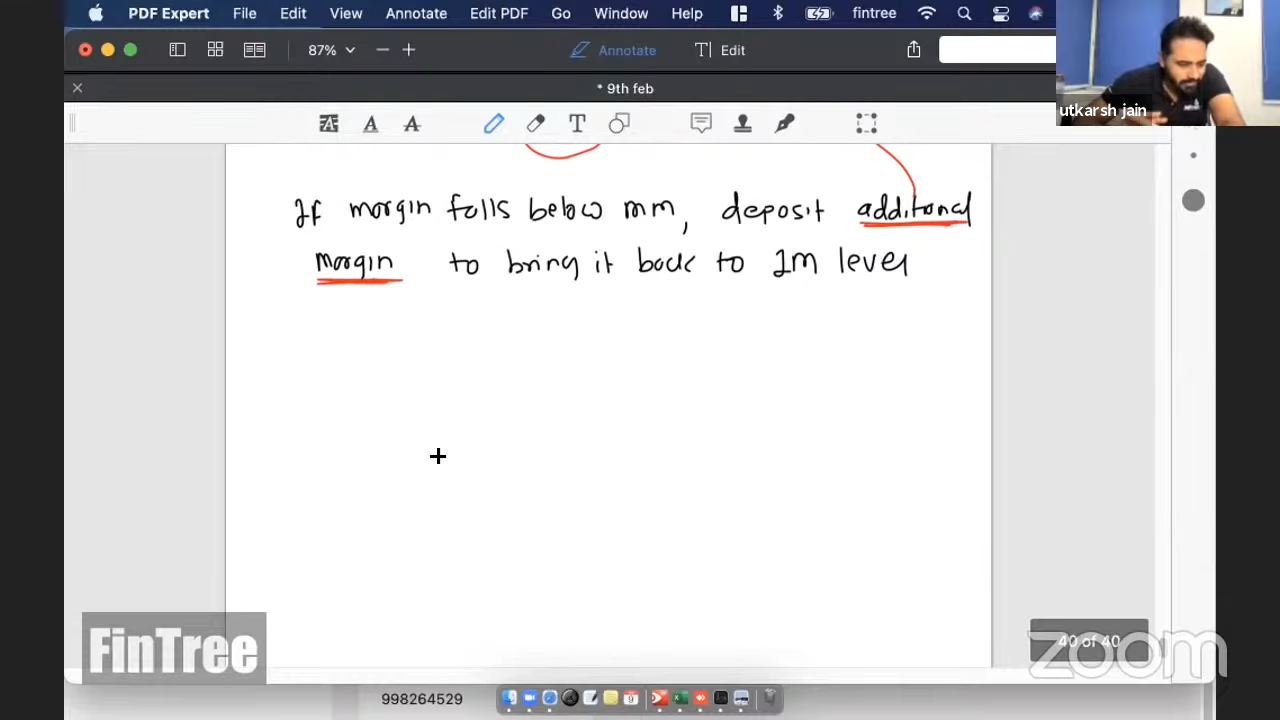 PDF Expert File Edit View Annotate Edit PDF Go Window Help fintree
87% Annotate T Edit
* 9th feb
utkarsh jain
If margin falls below mm, deposit additional
margin to bring it back to IM level
40 of 40
FinTree
zoom
998264529